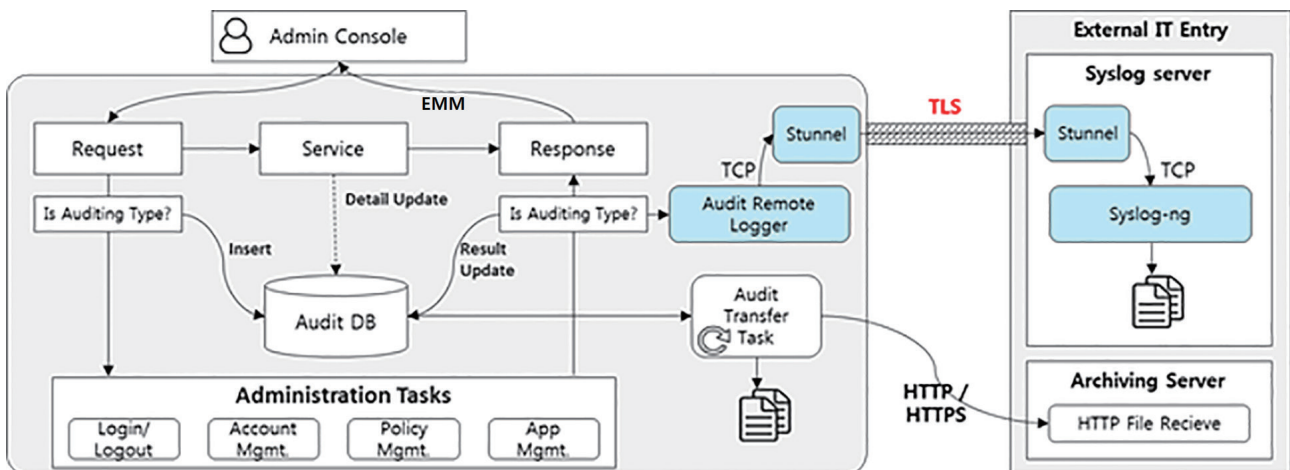 Admin Console
External IT Entry
Syslog server
EMM
TLS
Request
Service
Response
Stunnel
Stunnel
TCP
TCP
Detail Update
Is Auditing Type?
Is Auditing Type?
Audit Remote
Logger
Syslog-ng
Insert
Result
Update
Audit DB
Audit
Transfer
Task
Administration Tasks
Login/
Logout
Account
Mgmt.
Policy
Mgmt.
App
Mgmt.
HTTP /
HTTPS
Archiving Server
HTTP File Recieve